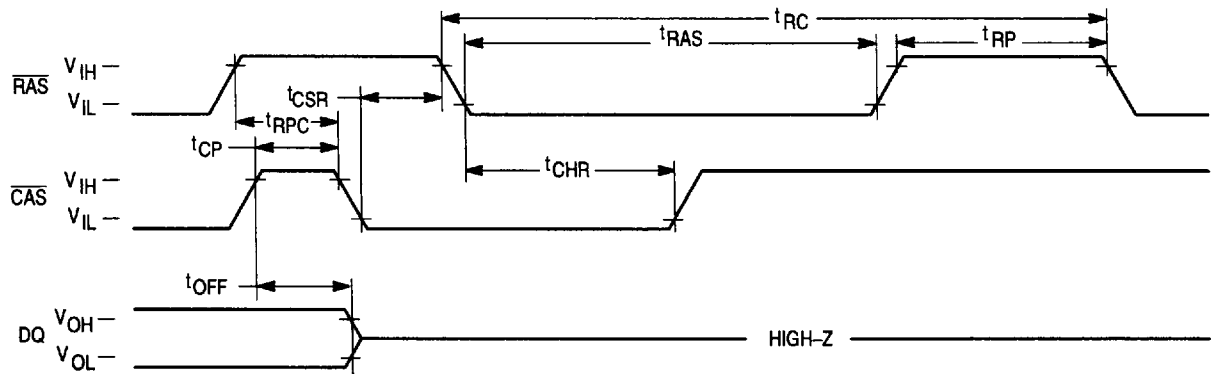 tRC
tRAS
tRP
RAS
VIH
VIL
tCSR
tRPC
tCP
tCHR
CAS
VIH
VIL
tOFF
DQ
VOH
VOL
HIGH–Z